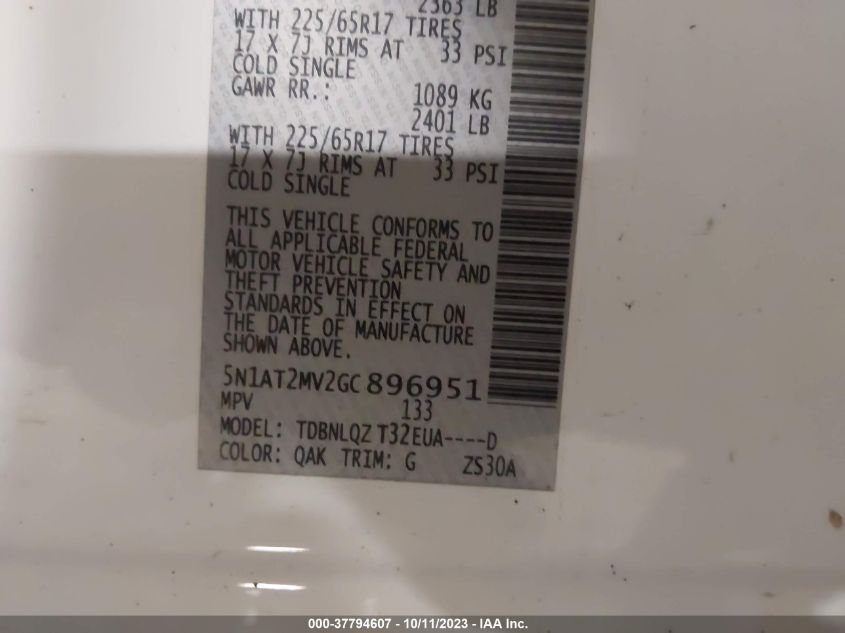 2363 LB
WITH 225/65R17 TIRES
17 X 7J RIMS AT 33 PSI
COLD SINGLE
GAWR RR.: 1089 KG
2401 LB
WITH 225/65R17 TIRES
17 X 7J RIMS AT 33 PSI
COLD SINGLE
THIS VEHICLE CONFORMS TO
ALL APPLICABLE FEDERAL
MOTOR VEHICLE SAFETY AND
THEFT PREVENTION
STANDARDS IN EFFECT ON
THE DATE OF MANUFACTURE
SHOWN ABOVE.
5N1AT2MV2GC896951
MPV 133
MODEL: TDBNLQZ T32EUA----D
COLOR: QAK TRIM: G ZS30A
000-37794607 - 10/11/2023 - IAA Inc.